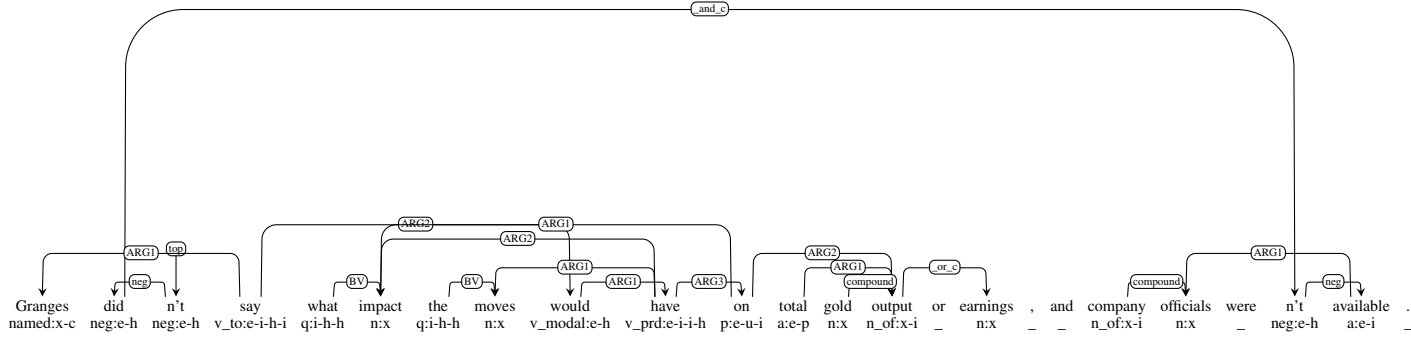 _and_c
ARG2 ARG1
ARG2
ARG1 top ARG2 ARG1
ARG1 ARG1
neg BV BV ARG1 ARG3 compound _or_c compound neg
Granges did n't say what impact the moves would have on total gold output or earnings , and company officials were n't available .
named:x-c neg:e-h neg:e-h v_to:e-i-h-i q:i-h-h n:x q:i-h-h n:x v_modal:e-h v_prd:e-i-i-h p:e-u-i a:e-p n:x n_of:x-i _ n:x _ _ n_of:x-i n:x _ neg:e-h a:e-i _